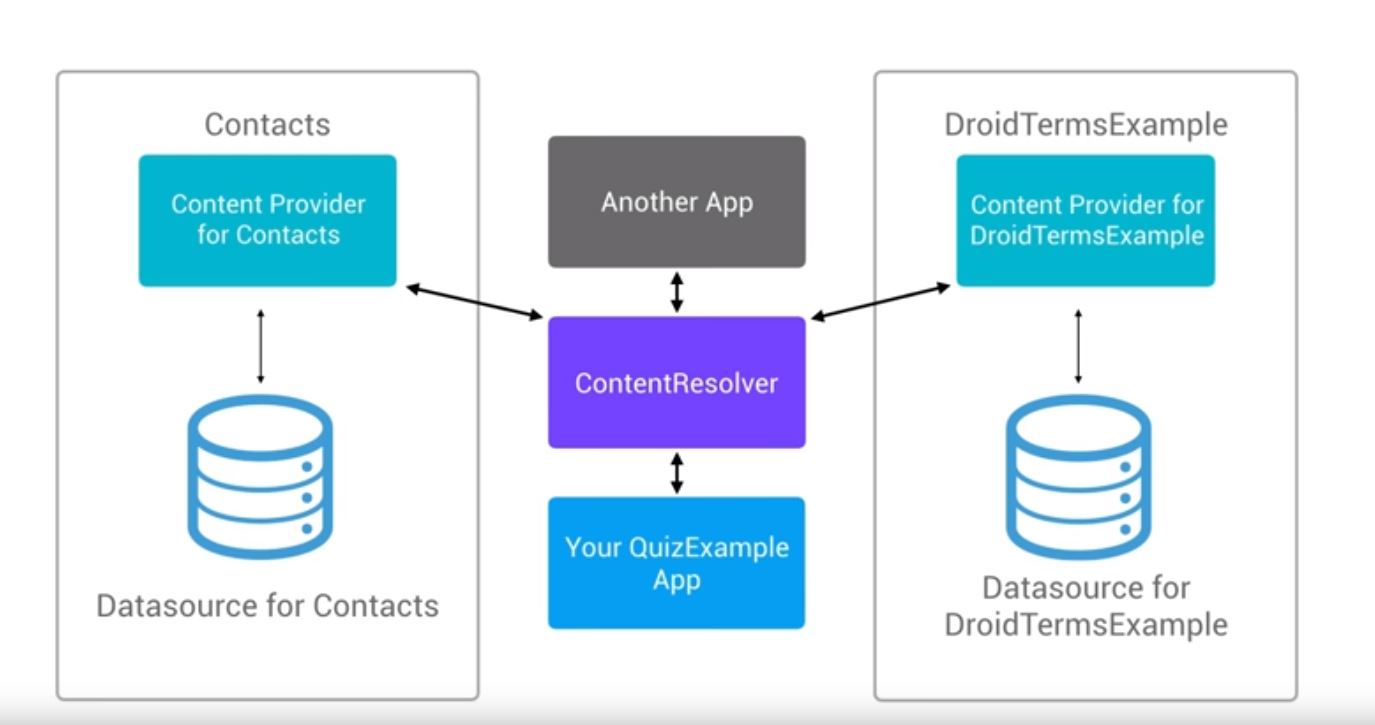 Contacts
Content Provider
for Contacts
Datasource for Contacts
Another App
ContentResolver
Your QuizExample
App
DroidTermsExample
Content Provider for
DroidTermsExample
Datasource for
DroidTermsExample